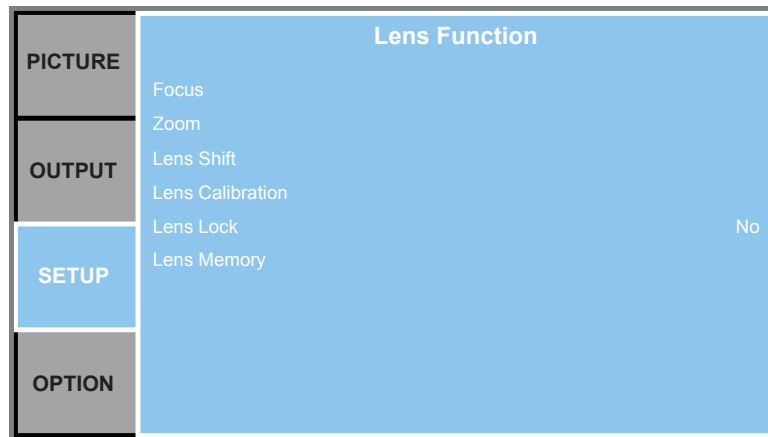 PICTURE
OUTPUT
SETUP
OPTION
Lens Function
Focus
Zoom
Lens Shift
Lens Calibration
Lens Lock No
Lens Memory